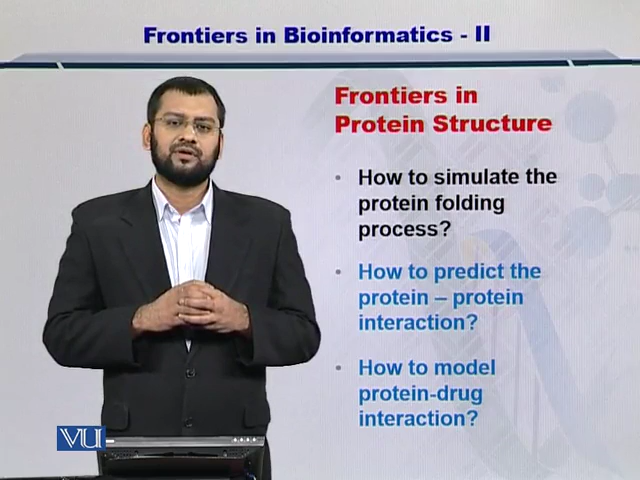 Frontiers in Bioinformatics - II
Frontiers in
Protein Structure
• How to simulate the
protein folding
process?
• How to predict the
protein – protein
interaction?
• How to model
protein-drug
interaction?
VU